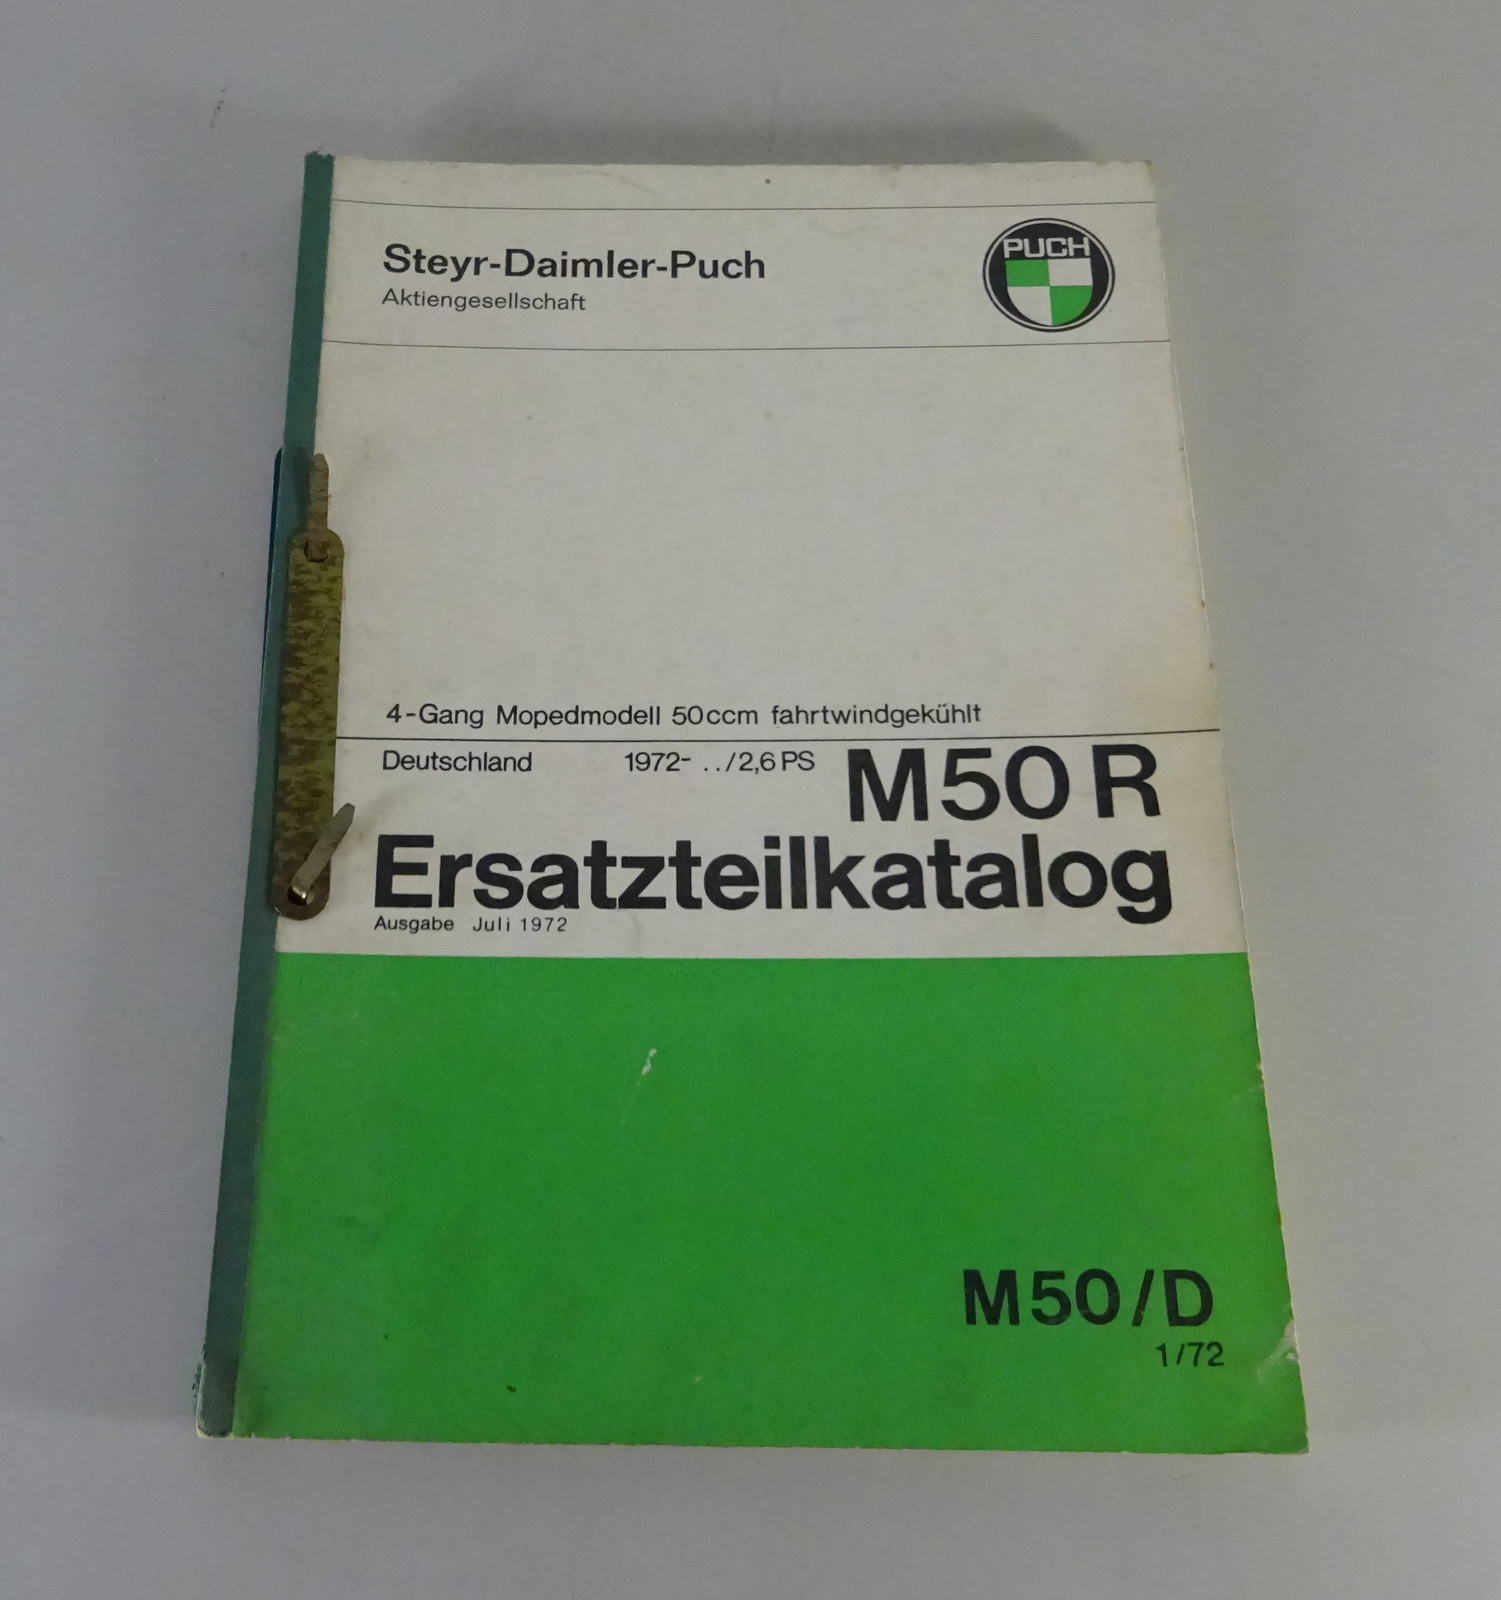 Steyr-Daimler-Puch
Aktiengesellschaft
PUCH
4-Gang Mopedmodell 50ccm fahrtwindgekühlt
Deutschland 1972- ../2,6 PS M50 R
Ersatzteilkatalog
Ausgabe Juli 1972
M50/D
1/72